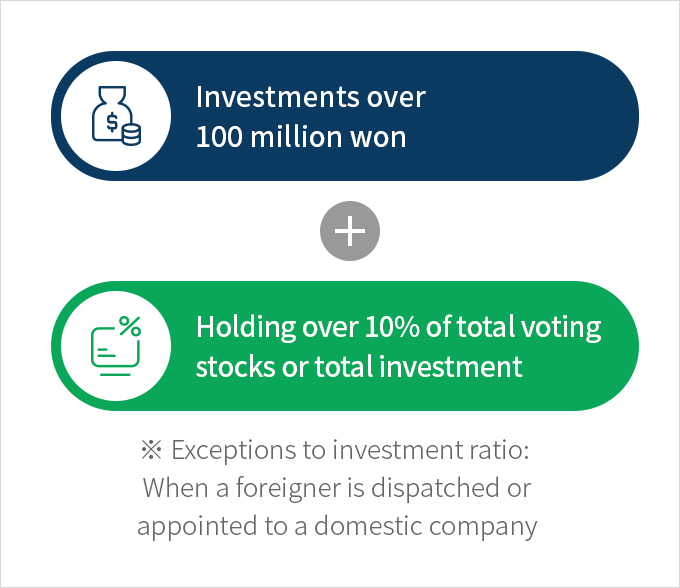 Investments over
100 million won
Holding over 10% of total voting
stocks or total investment
※ Exceptions to investment ratio:
When a foreigner is dispatched or
appointed to a domestic company